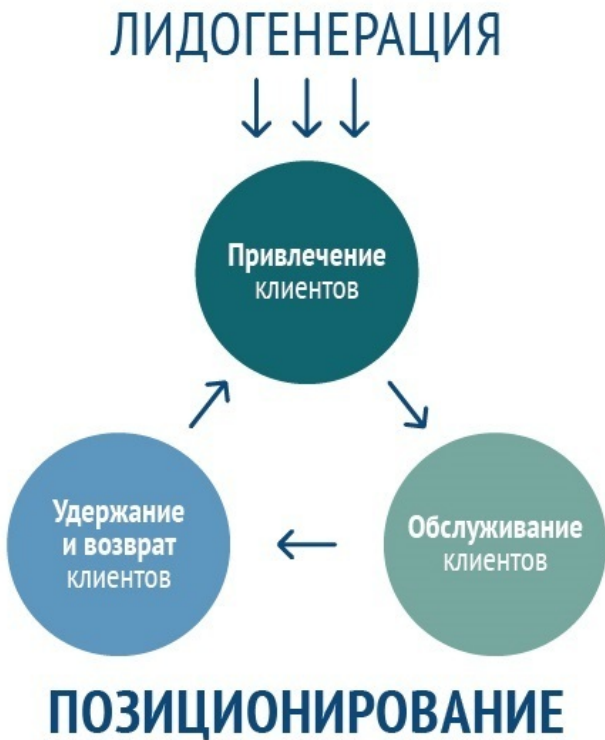 ЛИДОГЕНЕРАЦИЯ
Привлечение
клиентов
Удержание
и возврат
клиентов
Обслуживание
клиентов
ПОЗИЦИОНИРОВАНИЕ